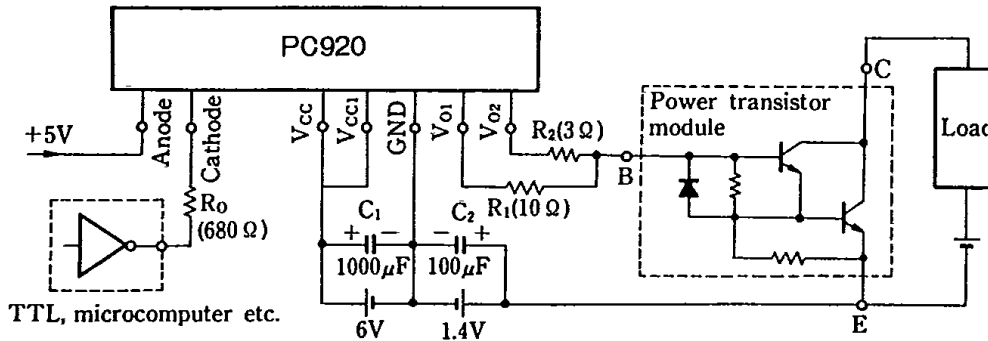 PC920
Anode
Cathode
VCC
VCC1
GND
VO1
VO2
+5V
R2(3Ω)
R1(10Ω)
B
C
E
Power transistor
module
Load
RO
(680Ω)
C1
C2
+ −
− +
1000μF
100μF
6V
1.4V
TTL, microcomputer etc.